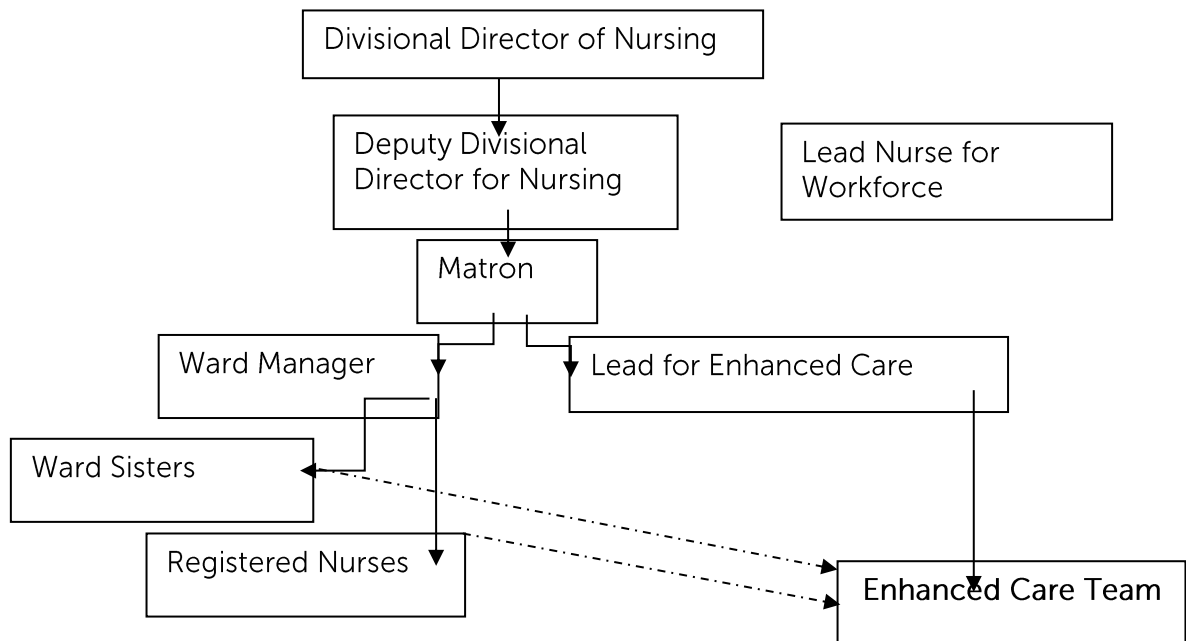 Divisional Director of Nursing
Deputy Divisional
Director for Nursing
Lead Nurse for
Workforce
Matron
Ward Manager
Lead for Enhanced Care
Ward Sisters
Registered Nurses
Enhanced Care Team